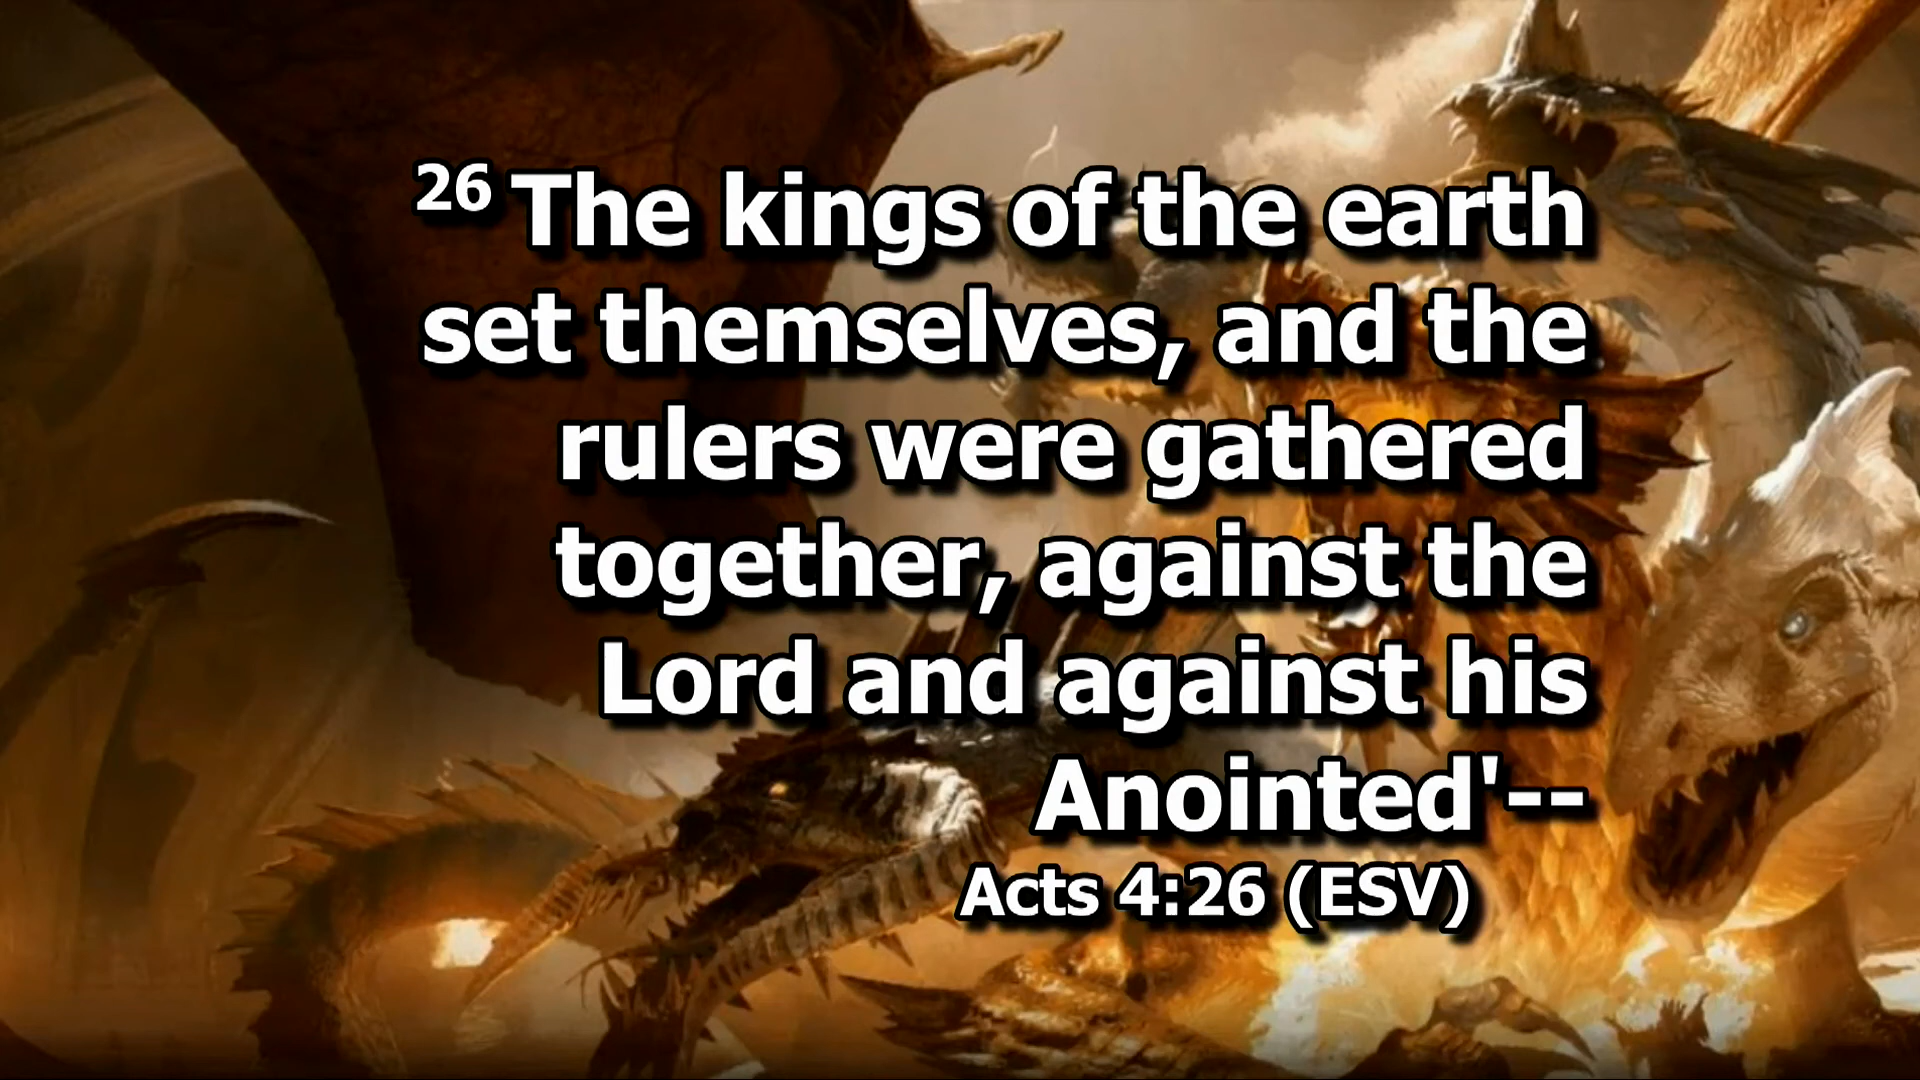 26 The kings of the earth
set themselves, and the
rulers were gathered
together, against the
Lord and against his
Anointed'--
Acts 4:26 (ESV)